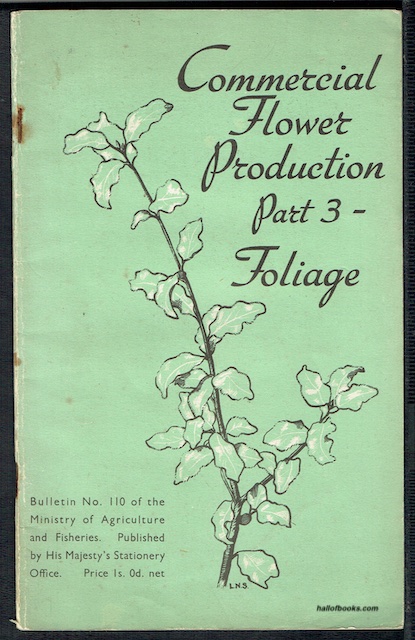 Commercial
Flower
Production
Part 3 -
Foliage
Bulletin No. 110 of the
Ministry of Agriculture
and Fisheries. Published
by His Majesty's Stationery
Office. Price 1s. 0d. net
L.N.S.
hallofbooks.com